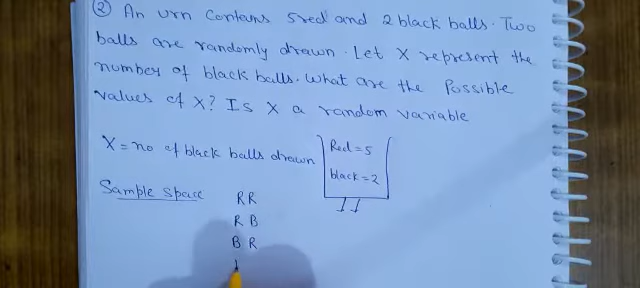 ② An urn contains 5 red and 2 black balls. Two
balls are randomly drawn. Let X represent the
number of black balls. What are the Possible
values of X? Is X a random variable
X = no of black balls drawn
Red = 5
black = 2
Sample space
RR
RB
BR